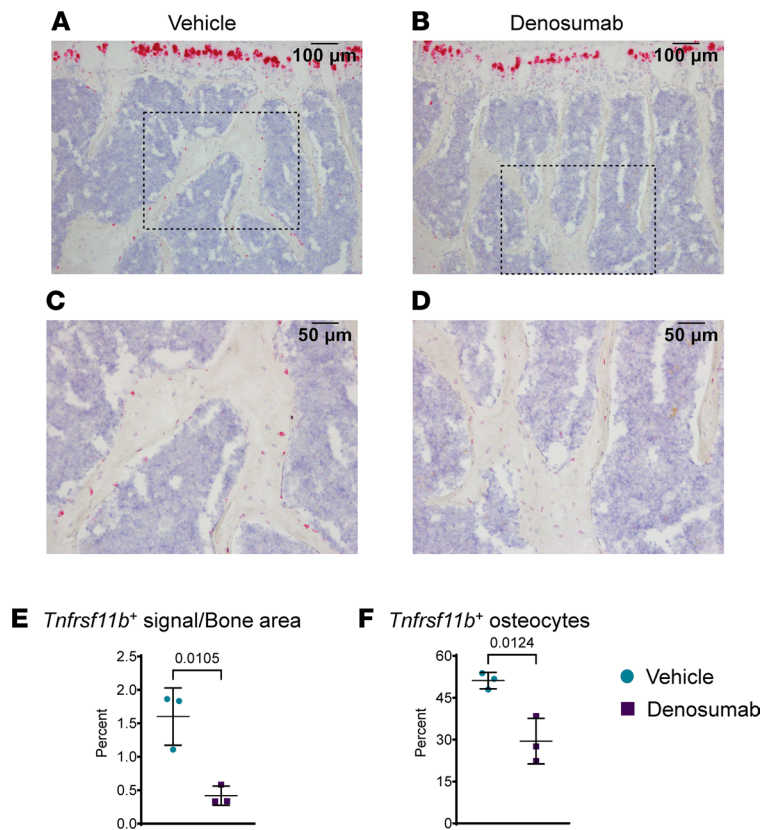 A Vehicle
B Denosumab
100 µm
100 µm
C
D
50 µm
50 µm
E Tnfrsf11b+ signal/Bone area
2.5
2.0
1.5
1.0
0.5
0.0
Percent
0.0105
F Tnfrsf11b+ osteocytes
60
45
30
15
0
Percent
0.0124
Vehicle
Denosumab